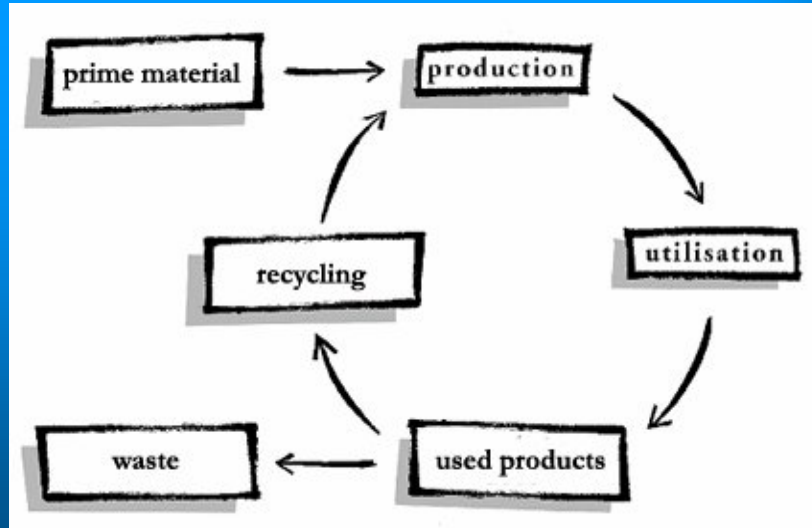 prime material
production
utilisation
recycling
waste
used products